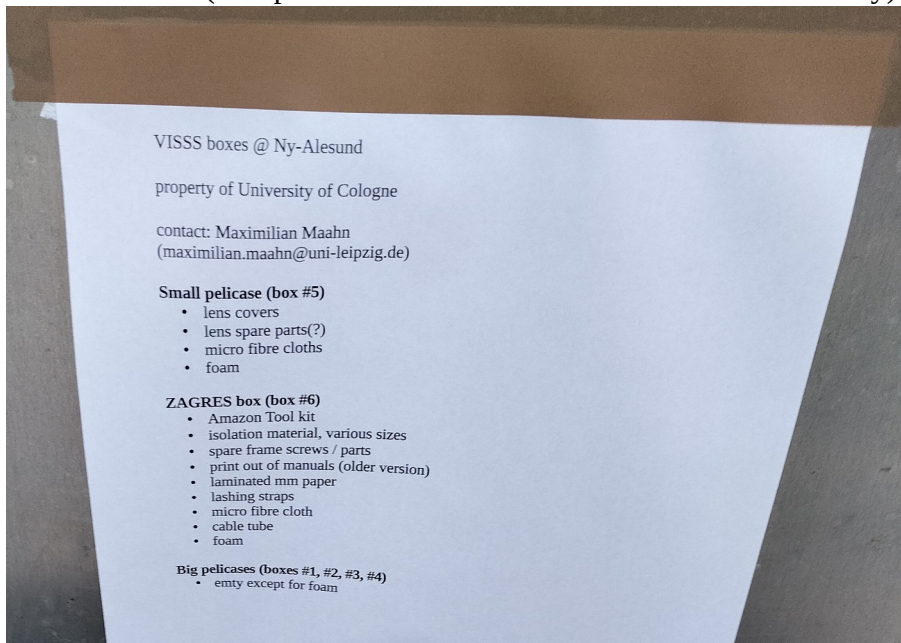 VISSS boxes @ Ny-Alesund
property of University of Cologne
contact: Maximilian Maahn
(maximilian.maahn@uni-leipzig.de)
Small pelicase (box #5)
• lens covers
• lens spare parts(?)
• micro fibre cloths
• foam
ZAGRES box (box #6)
• Amazon Tool kit
• isolation material, various sizes
• spare frame screws / parts
• print out of manuals (older version)
• laminated mm paper
• lashing straps
• micro fibre cloth
• cable tube
• foam
Big pelicases (boxes #1, #2, #3, #4)
• emty except for foam